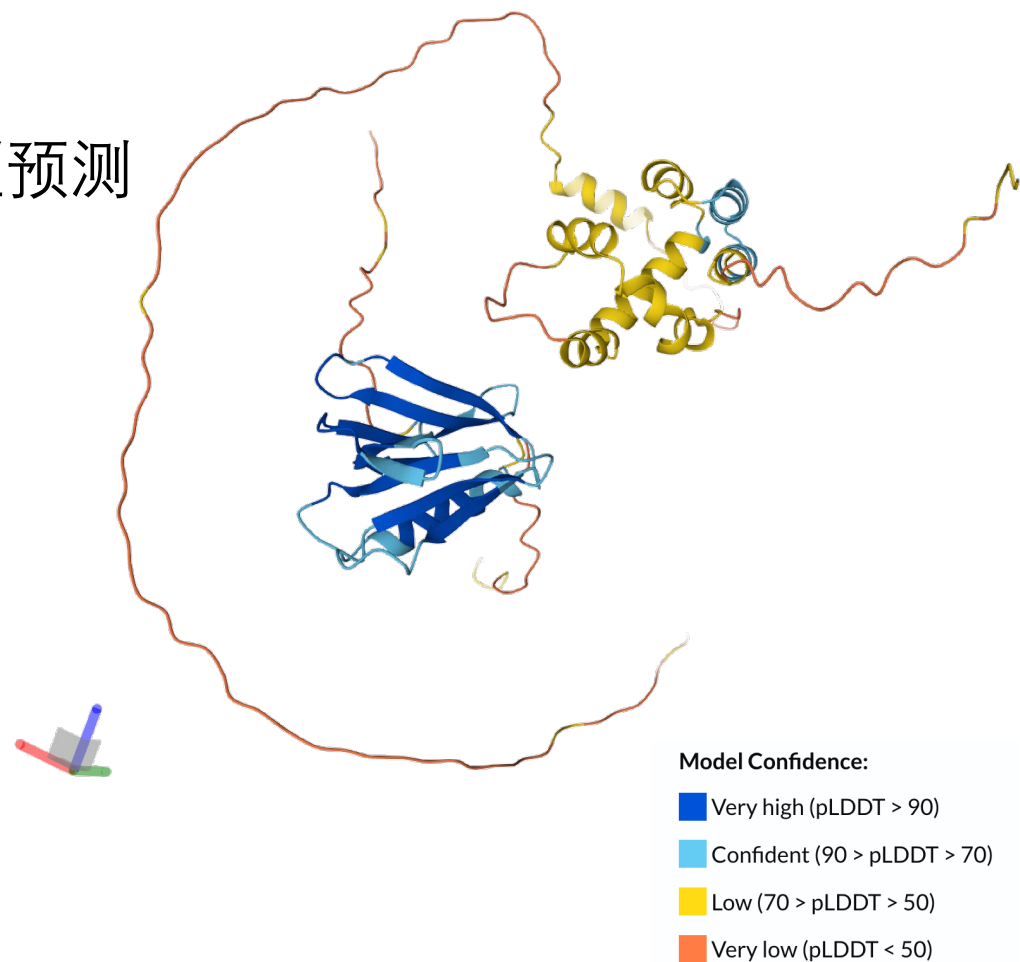 预测
Model Confidence:
Very high (pLDDT > 90)
Confident (90 > pLDDT > 70)
Low (70 > pLDDT > 50)
Very low (pLDDT < 50)